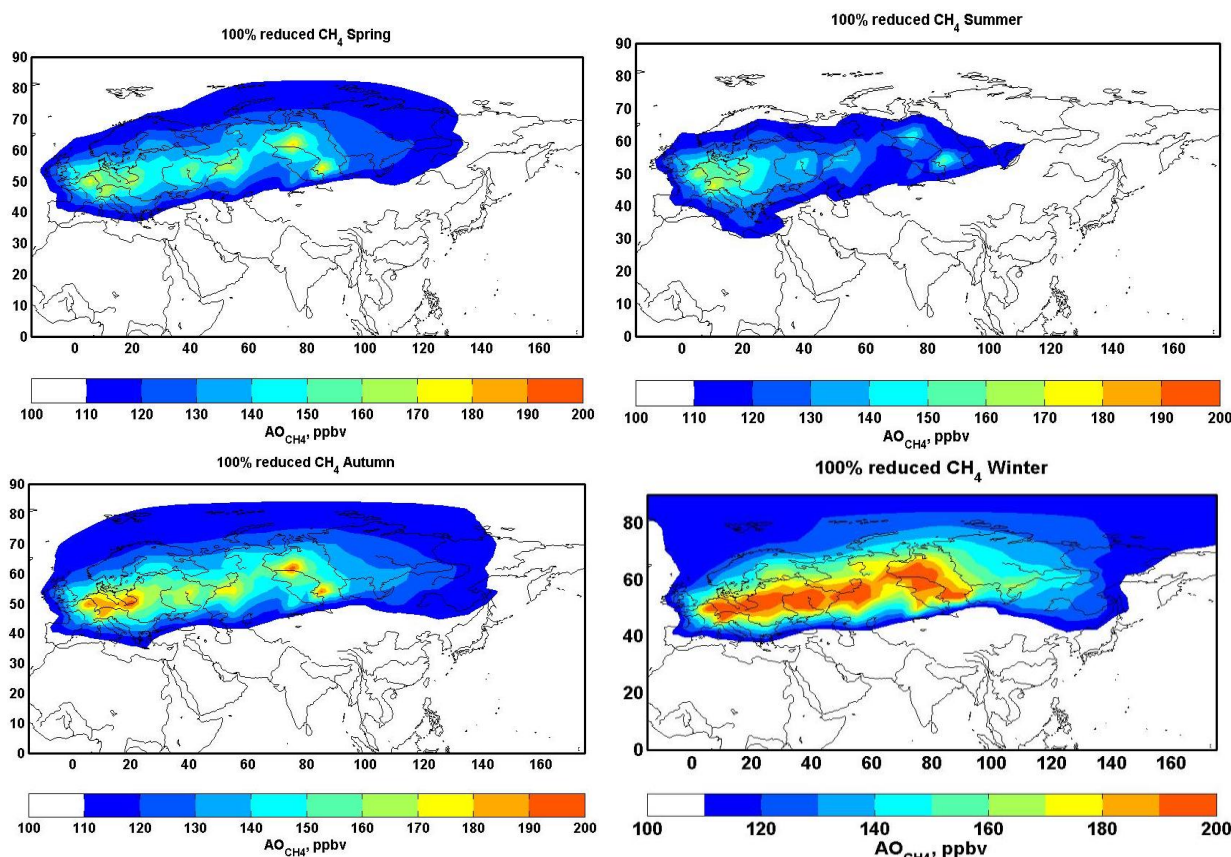 100% reduced CH4 Spring
90
80
70
60
50
40
30
20
10
0
0 20 40 60 80 100 120 140 160
100 110 120 130 140 150 160 170 180 190 200
AOCH4, ppbv
100% reduced CH4 Summer
90
80
70
60
50
40
30
20
10
0
0 20 40 60 80 100 120 140 160
100 110 120 130 140 150 160 170 180 190 200
AOCH4, ppbv
100% reduced CH4 Autumn
90
80
70
60
50
40
30
20
10
0
0 20 40 60 80 100 120 140 160
100 110 120 130 140 150 160 170 180 190 200
AOCH4, ppbv
100% reduced CH4 Winter
80
60
40
20
0
0 20 40 60 80 100 120 140 160
100 120 140 160 180 200
AOCH4, ppbv